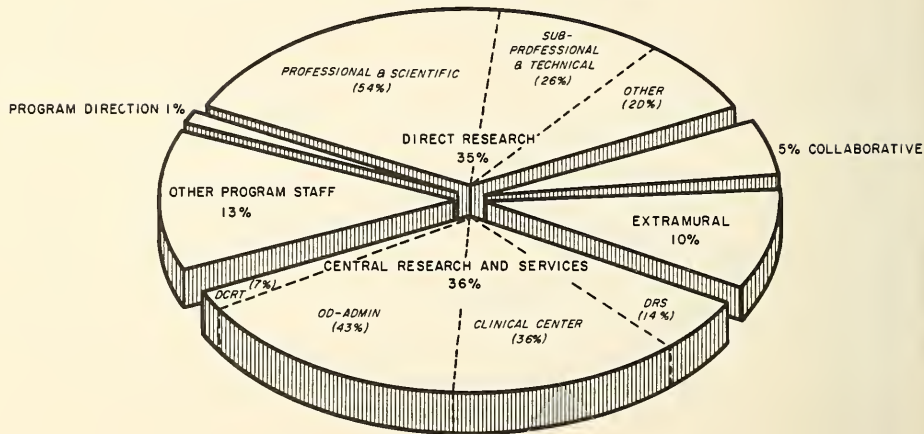 SUB-
PROFESSIONAL
& TECHNICAL
(26%)
PROFESSIONAL & SCIENTIFIC
(54%)
OTHER
(20%)
PROGRAM DIRECTION 1%
DIRECT RESEARCH
35%
5% COLLABORATIVE
OTHER PROGRAM STAFF
13%
EXTRAMURAL
10%
CENTRAL RESEARCH AND SERVICES
36%
DCRT (7%)
OD-ADMIN
(43%)
CLINICAL CENTER
(36%)
DRS
(14%)